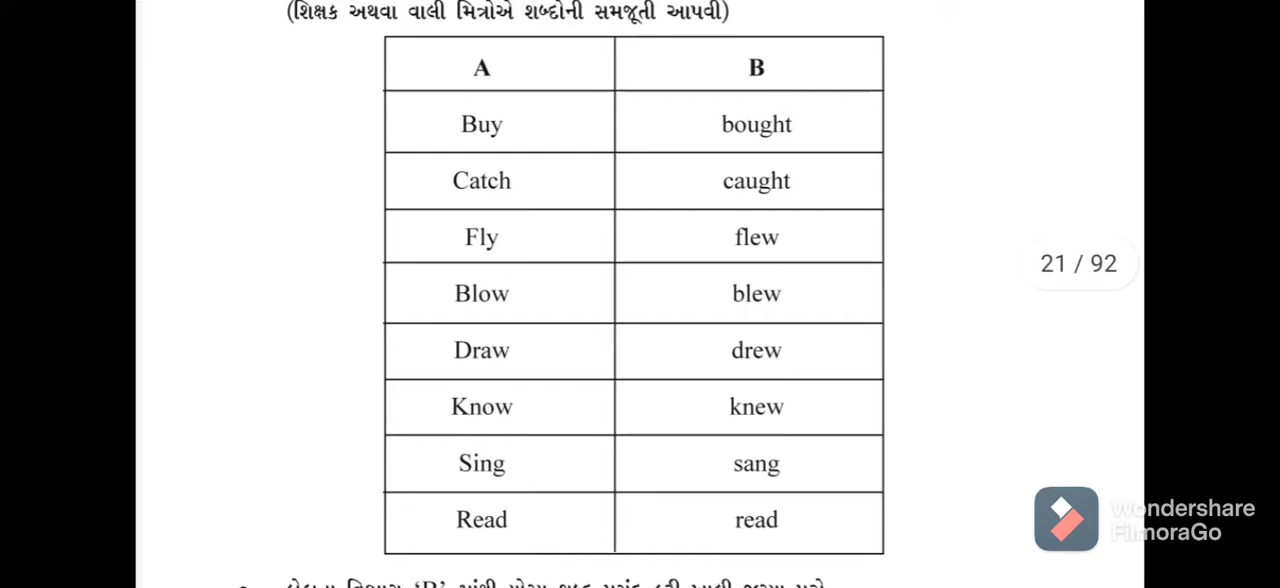 (શિક્ષક અથવા વાલી મિત્રોએ શબ્દોની સમજૂતી આપવી)
A B
Buy bought
Catch caught
Fly flew
Blow blew
Draw drew
Know knew
Sing sang
Read read
21 / 92
Wondershare
FilmoraGo